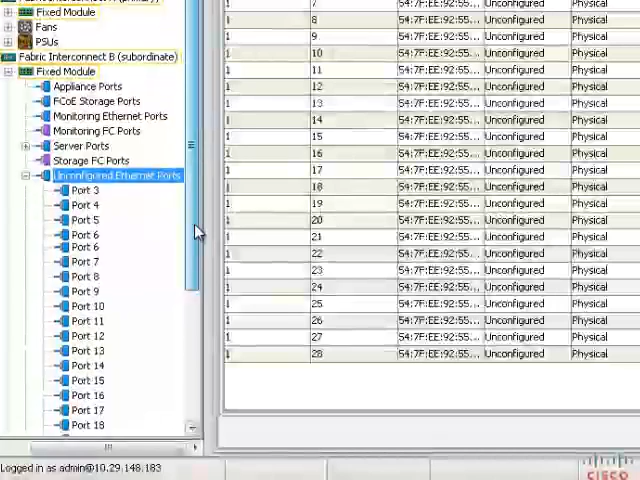 Fabric Interconnect A (primary)
Fixed Module
Fans
PSUs
Fabric Interconnect B (subordinate)
Fixed Module
Appliance Ports
FCoE Storage Ports
Monitoring Ethernet Ports
Monitoring FC Ports
Server Ports
Storage FC Ports
Unconfigured Ethernet Ports
Port 3
Port 4
Port 5
Port 6
Port 6
Port 7
Port 8
Port 9
Port 10
Port 11
Port 12
Port 13
Port 14
Port 15
Port 16
Port 17
Port 18
1 7 54:7F:EE:92:55... Unconfigured Physical
1 8 54:7F:EE:92:55... Unconfigured Physical
1 9 54:7F:EE:92:55... Unconfigured Physical
1 10 54:7F:EE:92:55... Unconfigured Physical
1 11 54:7F:EE:92:55... Unconfigured Physical
1 12 54:7F:EE:92:55... Unconfigured Physical
1 13 54:7F:EE:92:55... Unconfigured Physical
1 14 54:7F:EE:92:55... Unconfigured Physical
1 15 54:7F:EE:92:55... Unconfigured Physical
1 16 54:7F:EE:92:55... Unconfigured Physical
1 17 54:7F:EE:92:55... Unconfigured Physical
1 18 54:7F:EE:92:55... Unconfigured Physical
1 19 54:7F:EE:92:55... Unconfigured Physical
1 20 54:7F:EE:92:55... Unconfigured Physical
1 21 54:7F:EE:92:55... Unconfigured Physical
1 22 54:7F:EE:92:55... Unconfigured Physical
1 23 54:7F:EE:92:55... Unconfigured Physical
1 24 54:7F:EE:92:55... Unconfigured Physical
1 25 54:7F:EE:92:55... Unconfigured Physical
1 26 54:7F:EE:92:55... Unconfigured Physical
1 27 54:7F:EE:92:55... Unconfigured Physical
1 28 54:7F:EE:92:55... Unconfigured Physical
Logged in as admin@10.29.148.183
CISCO